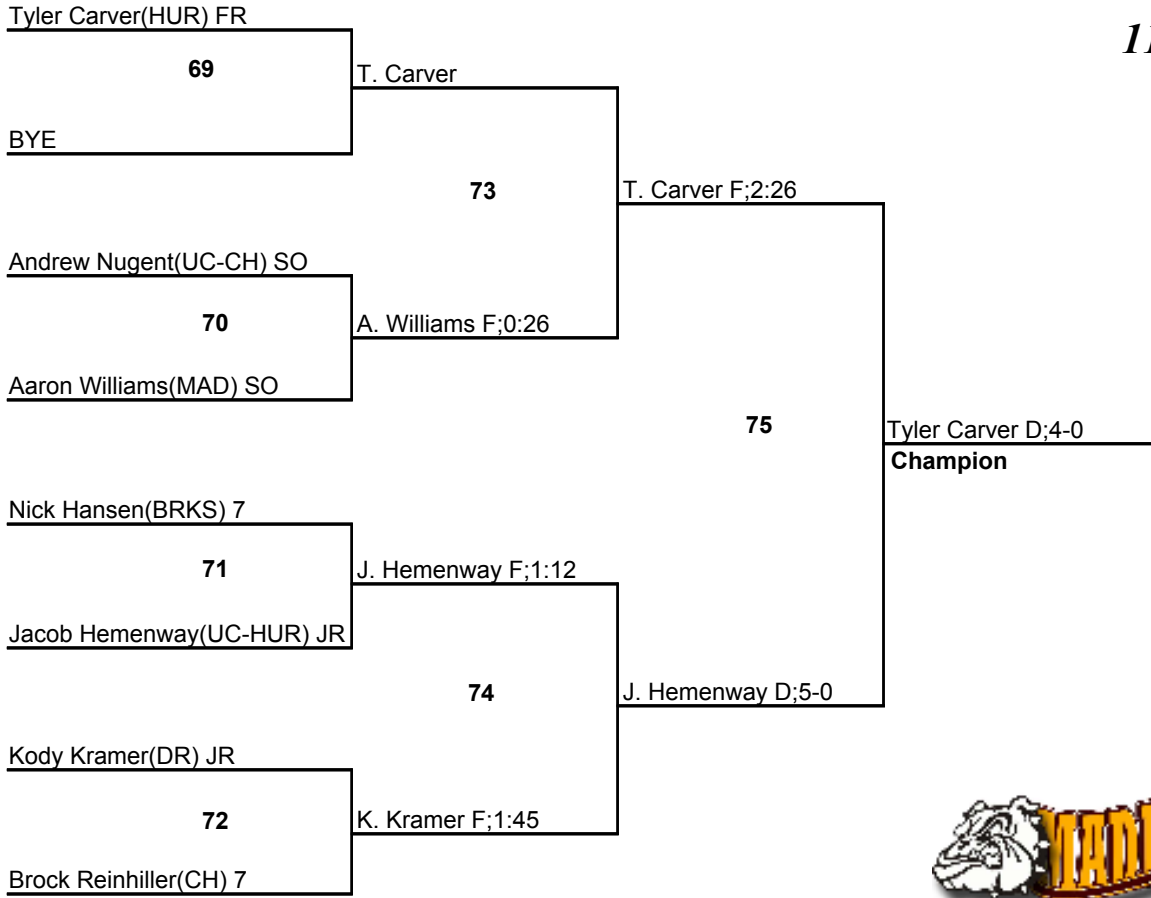 Tyler Carver(HUR) FR
69
T. Carver
BYE
73
T. Carver F;2:26
Andrew Nugent(UC-CH) SO
70
A. Williams F;0:26
Aaron Williams(MAD) SO
75
Tyler Carver D;4-0
Champion
Nick Hansen(BRKS) 7
71
J. Hemenway F;1:12
Jacob Hemenway(UC-HUR) JR
74
J. Hemenway D;5-0
Kody Kramer(DR) JR
72
K. Kramer F;1:45
Brock Reinhiller(CH) 7